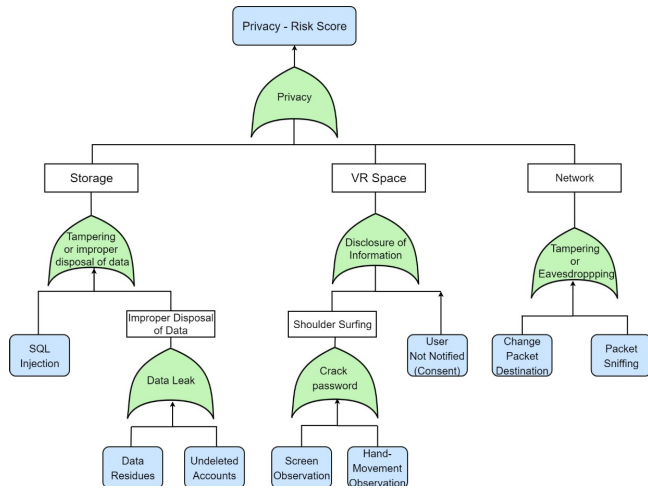 Privacy - Risk Score
Privacy
Storage
VR Space
Network
Tampering
or improper
disposal of data
Disclosure of
Information
Tampering
or
Eavesdroppping
Improper Disposal
of Data
Shoulder Surfing
SQL
Injection
User
Not Notified
(Consent)
Change
Packet
Destination
Packet
Sniffing
Data Leak
Crack
password
Data
Residues
Undeleted
Accounts
Screen
Observation
Hand-
Movement
Observation